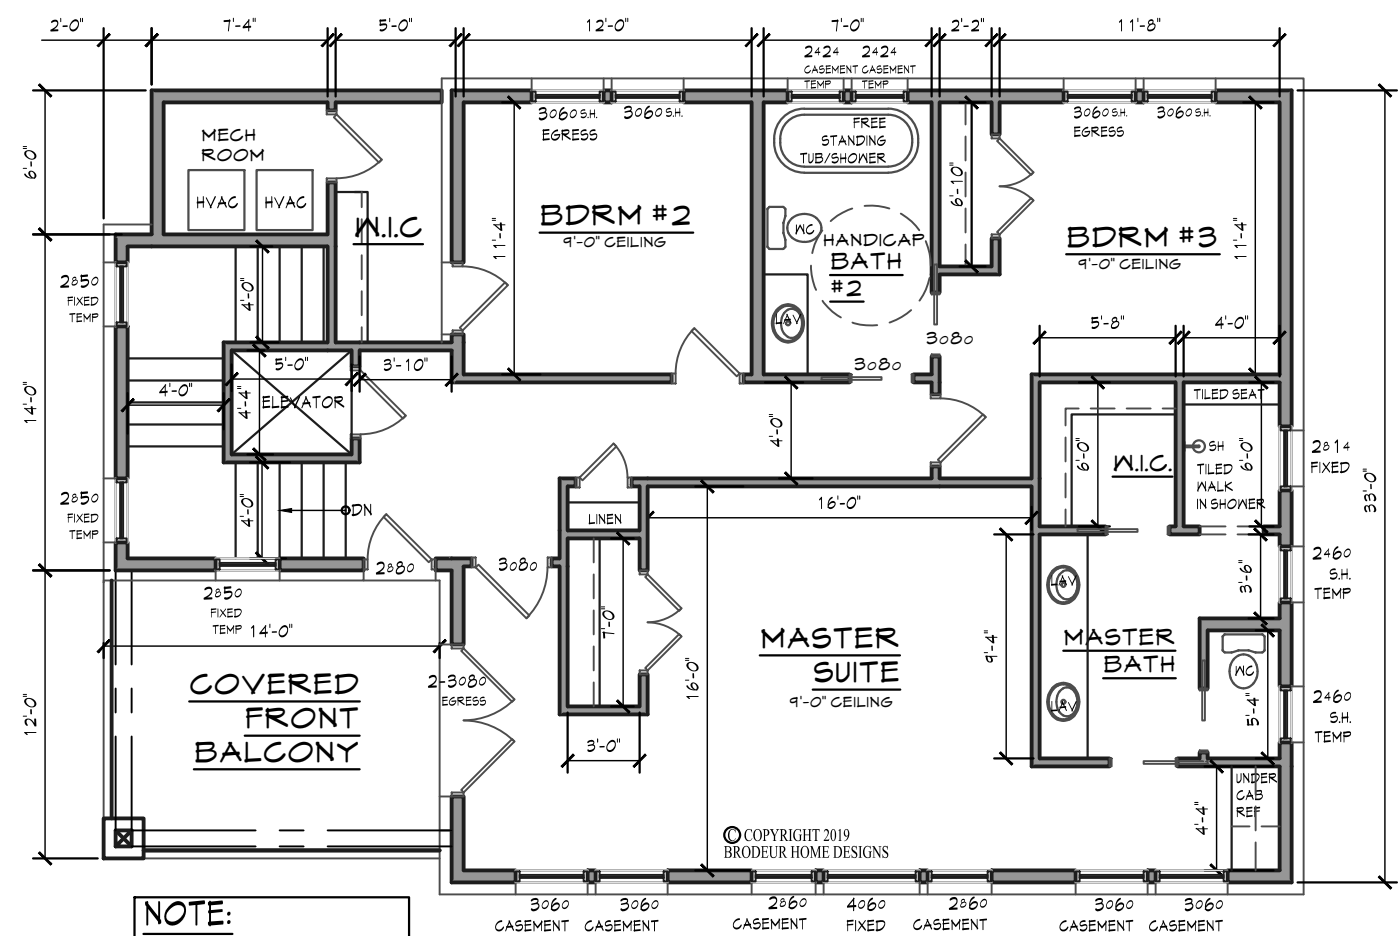 2'-0" 7'-4" 5'-0" 12'-0" 7'-0" 2'-2" 11'-8"
2424 2424
CASEMENT CASEMENT
TEMP TEMP
3060 S.H. 3060 S.H.
EGRESS
3060 S.H. 3060 S.H.
EGRESS
FREE
STANDING
TUB/SHOWER
MECH
ROOM
HVAC HVAC
6'-0"
W.I.C
BDRM #2
9'-0" CEILING
11'-4"
WC
HANDICAP
BATH
#2
LAV
6'-10"
BDRM #3
9'-0" CEILING
11'-4"
2850
FIXED
TEMP
4'-0"
3080
3080
5'-8" 4'-0"
14'-0"
5'-0" 3'-10"
4'-0"
4'-4"
ELEVATOR
4'-0"
TILED SEAT
6'-0"
W.I.C.
SH
TILED
WALK
IN SHOWER
6'-0"
2814
FIXED
33'-0"
2850
FIXED
TEMP
4'-0"
DN
LINEN
16'-0"
2880
3080
2850
FIXED
TEMP
14'-0"
7'-0"
LAV
3'-6"
2460
S.H.
TEMP
MASTER
SUITE
9'-0" CEILING
16'-0"
9'-4"
MASTER
BATH
WC
5'-4"
LAV
2460
S.H.
TEMP
12'-0"
COVERED
FRONT
BALCONY
2-3080
EGRESS
3'-0"
UNDER
CAB
REF
4'-4"
© COPYRIGHT 2019
BRODEUR HOME DESIGNS
3060 3060 2860 4060 2860 3060 3060
CASEMENT CASEMENT CASEMENT FIXED CASEMENT CASEMENT CASEMENT
NOTE: